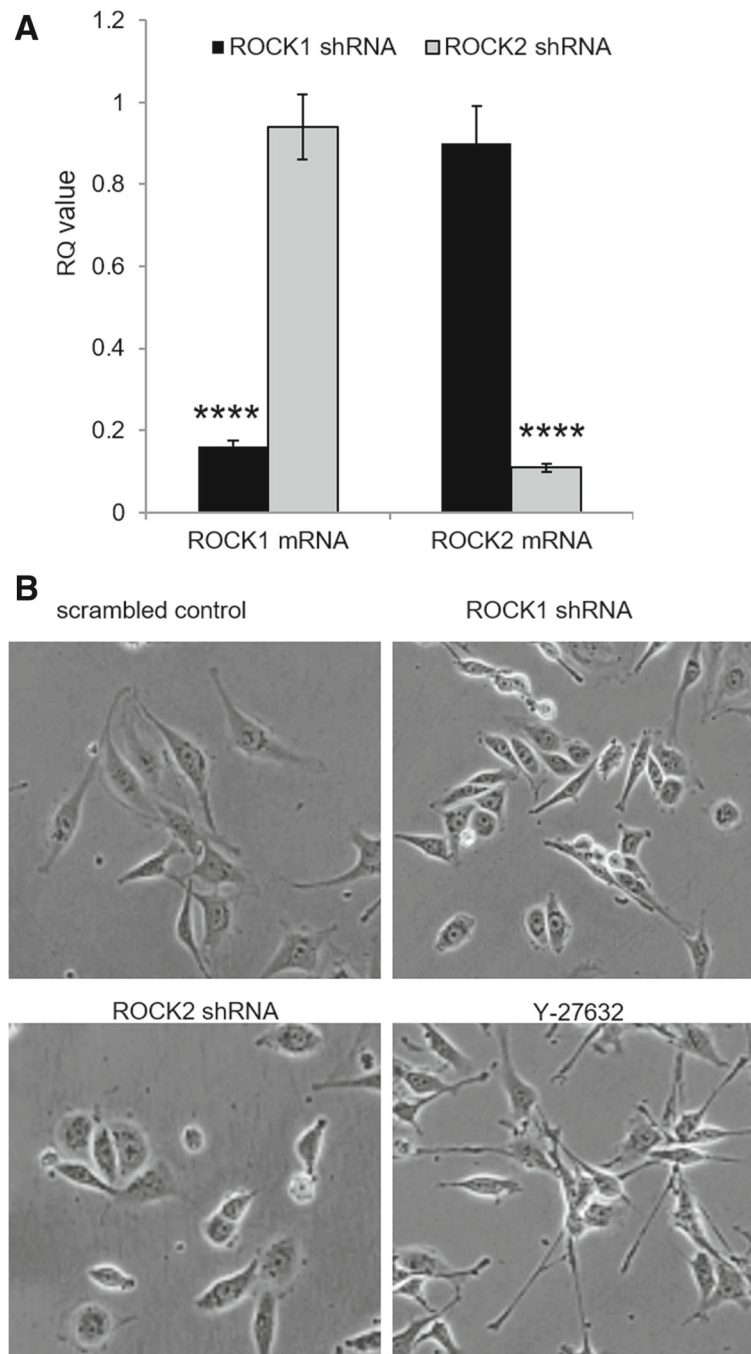 A
1.2
ROCK1 shRNA ROCK2 shRNA
1
0.8
0.6
0.4
0.2
0
RQ value
****
****
ROCK1 mRNA ROCK2 mRNA
B
scrambled control ROCK1 shRNA
ROCK2 shRNA Y-27632